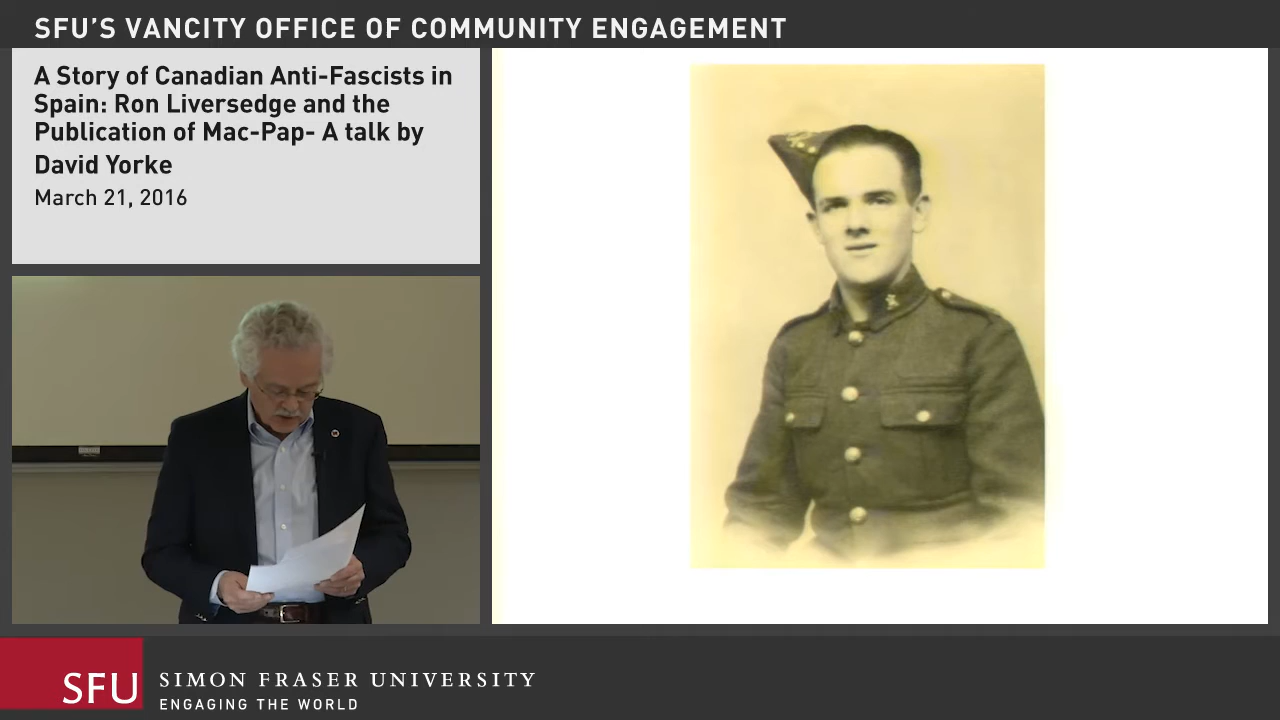 SFU'S VANCITY OFFICE OF COMMUNITY ENGAGEMENT
A Story of Canadian Anti-Fascists in
Spain: Ron Liversedge and the
Publication of Mac-Pap- A talk by
David Yorke
March 21, 2016
SFU
SIMON FRASER UNIVERSITY
ENGAGING THE WORLD